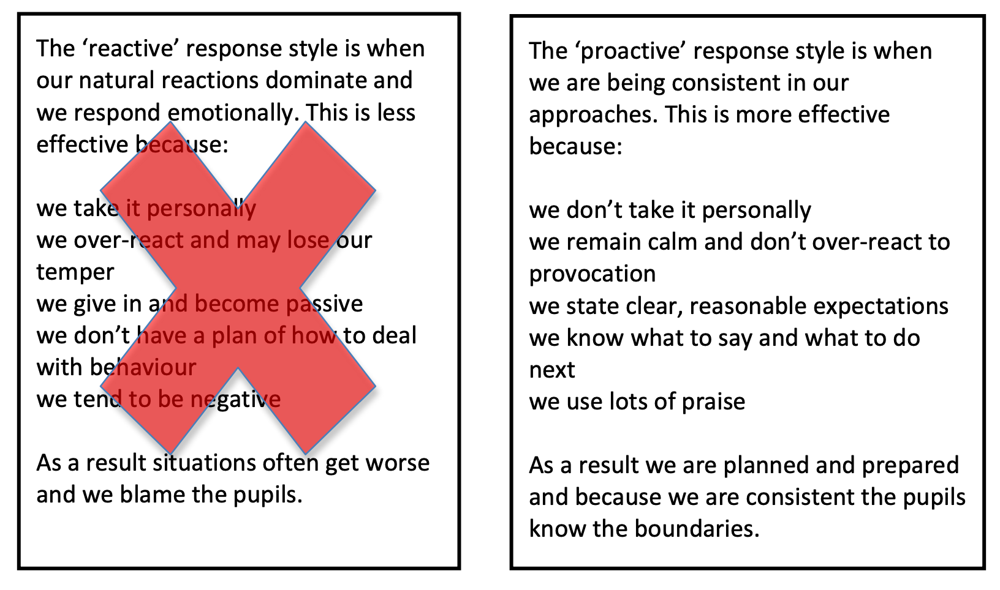 The ‘reactive’ response style is when
our natural reactions dominate and
we respond emotionally. This is less
effective because:
we take it personally
we over-react and may lose our
temper
we give in and become passive
we don’t have a plan of how to deal
with behaviour
we tend to be negative
As a result situations often get worse
and we blame the pupils.
The ‘proactive’ response style is when
we are being consistent in our
approaches. This is more effective
because:
we don’t take it personally
we remain calm and don’t over-react to
provocation
we state clear, reasonable expectations
we know what to say and what to do
next
we use lots of praise
As a result we are planned and prepared
and because we are consistent the pupils
know the boundaries.